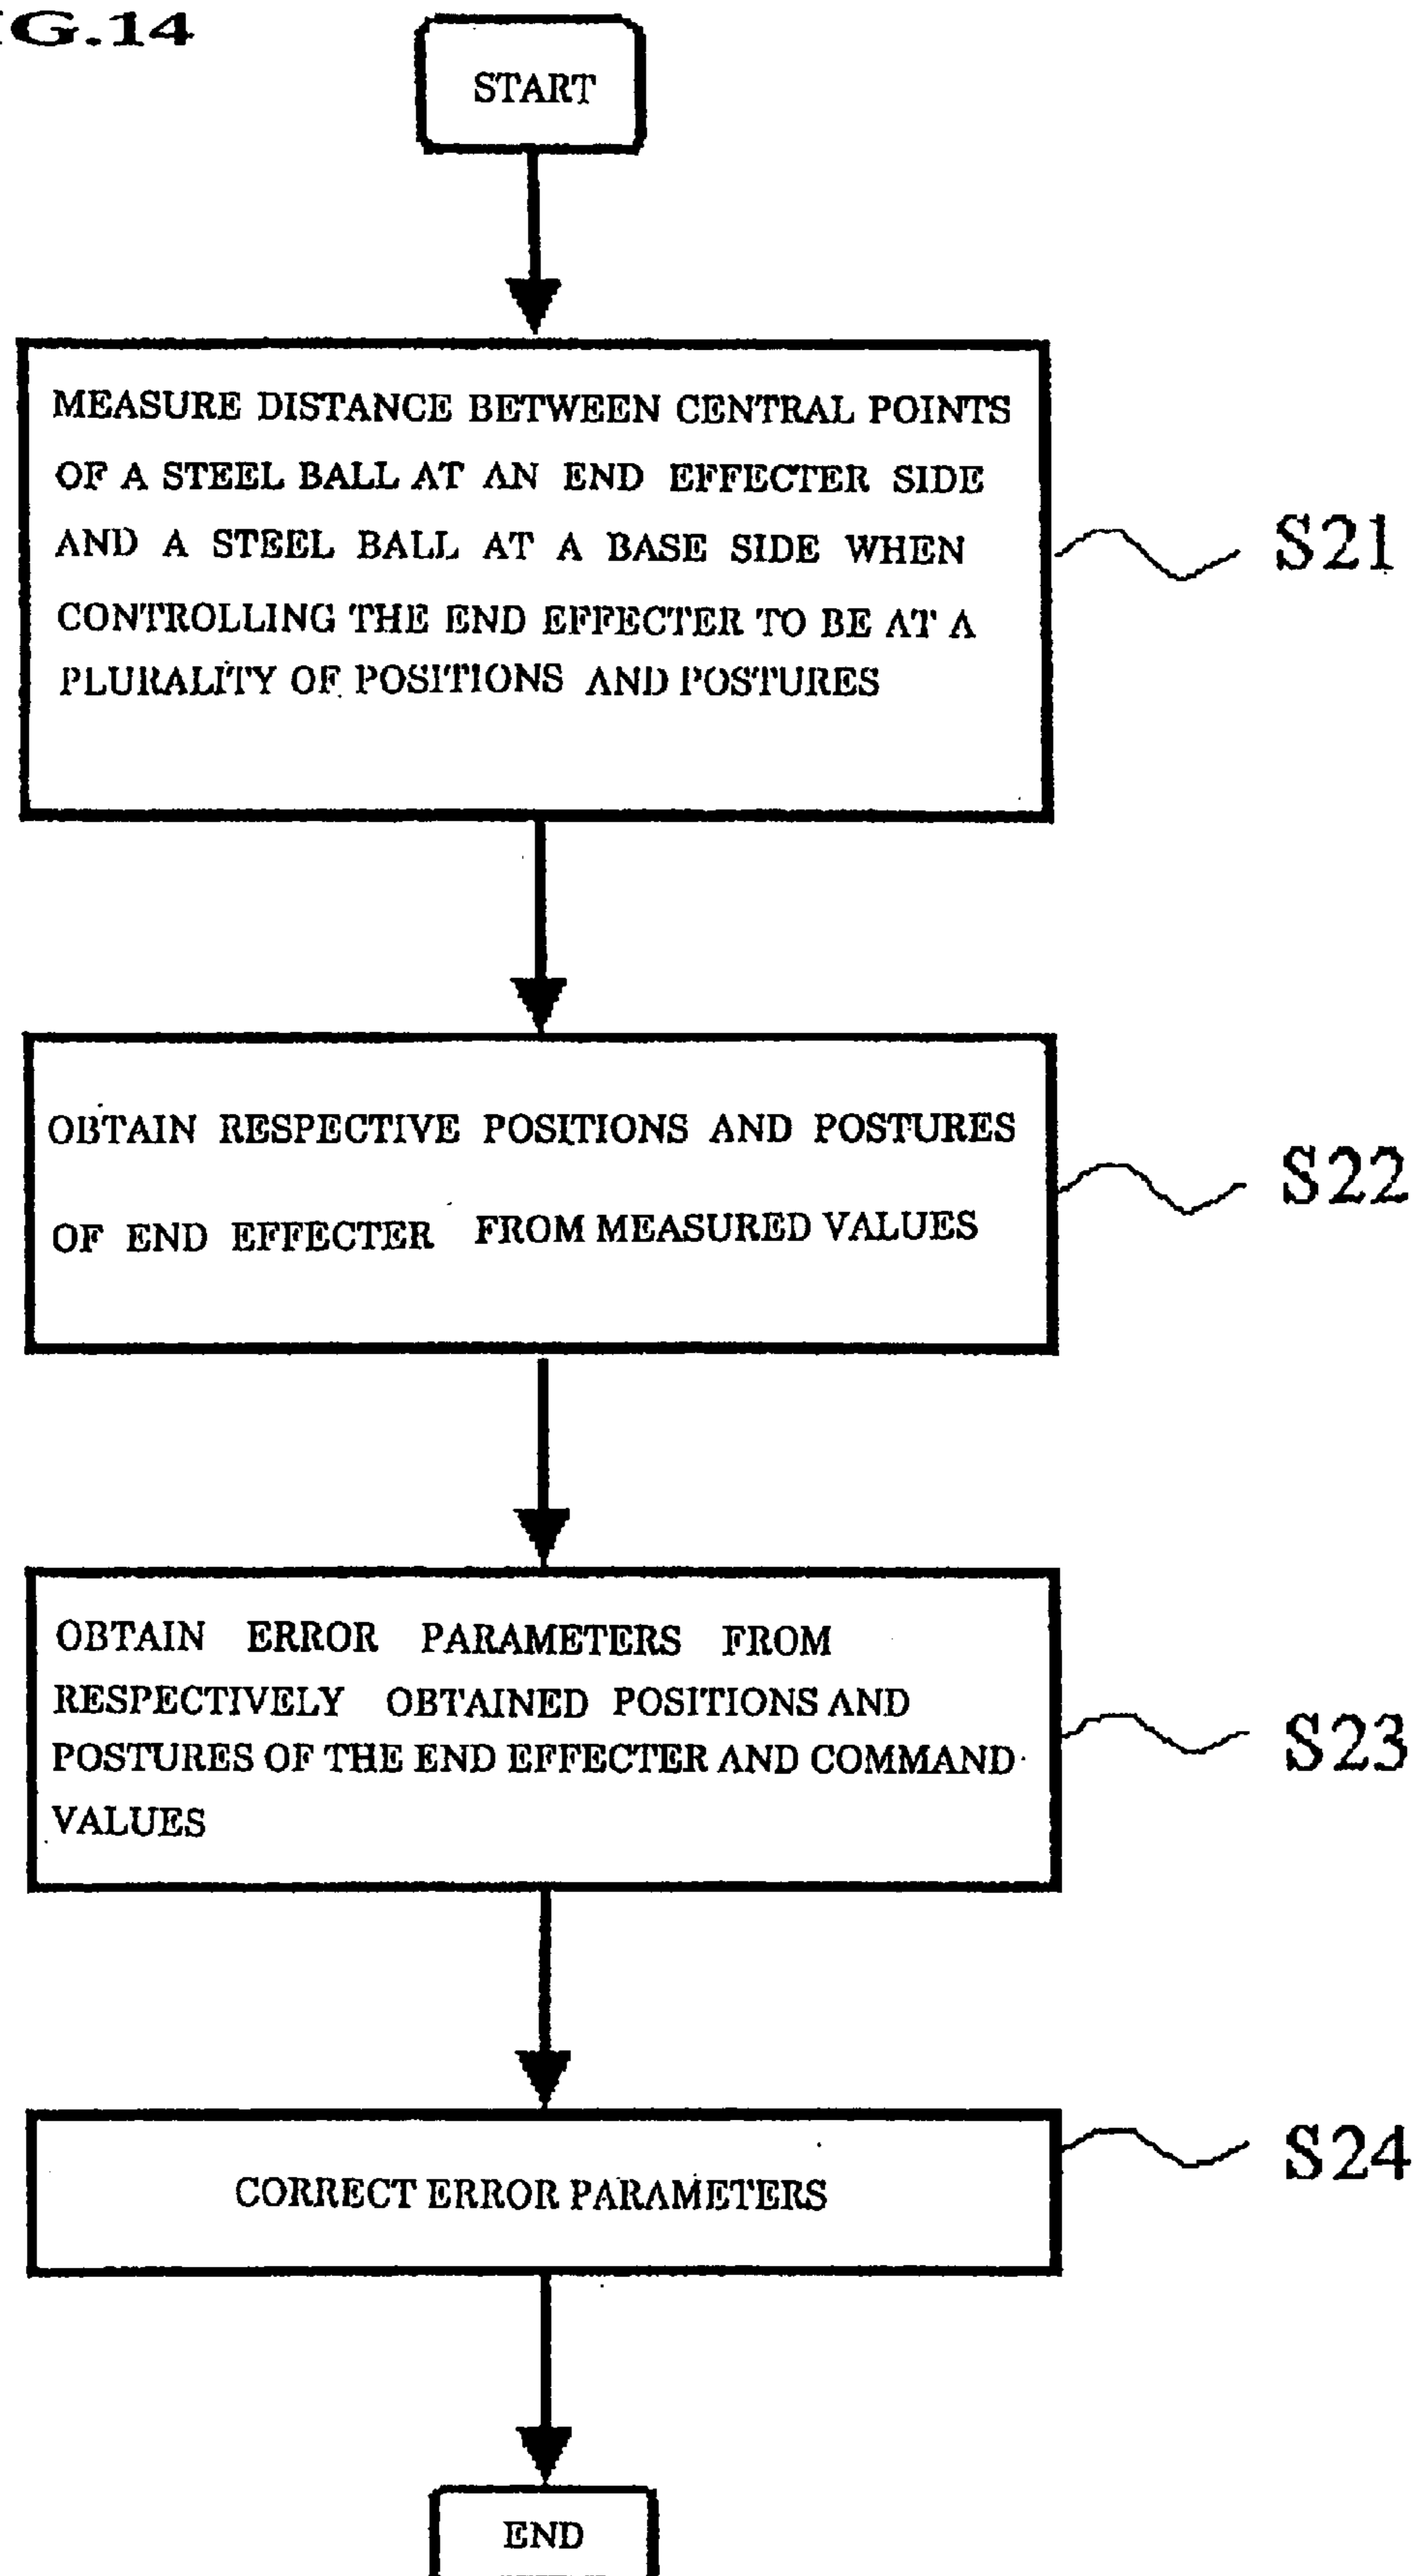 IG.14
START
MEASURE DISTANCE BETWEEN CENTRAL POINTS
OF A STEEL BALL AT AN END EFFECTER SIDE
AND A STEEL BALL AT A BASE SIDE WHEN
CONTROLLING THE END EFFECTER TO BE AT A
PLURALITY OF POSITIONS AND POSTURES
S21
OBTAIN RESPECTIVE POSITIONS AND POSTURES
OF END EFFECTER FROM MEASURED VALUES
S22
OBTAIN ERROR PARAMETERS FROM
RESPECTIVELY OBTAINED POSITIONS AND
POSTURES OF THE END EFFECTER AND COMMAND
VALUES
S23
CORRECT ERROR PARAMETERS
S24
END